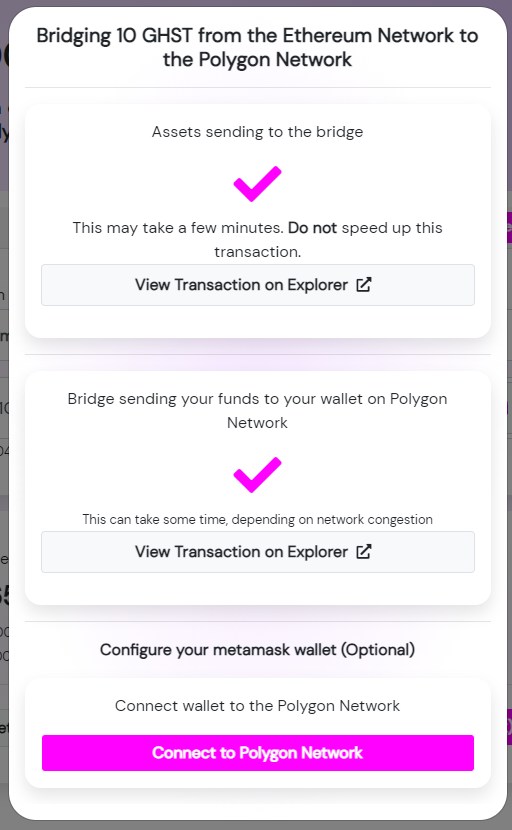 Bridging 10 GHST from the Ethereum Network to
the Polygon Network
Assets sending to the bridge
This may take a few minutes. Do not speed up this
transaction.
View Transaction on Explorer
Bridge sending your funds to your wallet on Polygon
Network
This can take some time, depending on network congestion
View Transaction on Explorer
Configure your metamask wallet (Optional)
Connect wallet to the Polygon Network
Connect to Polygon Network